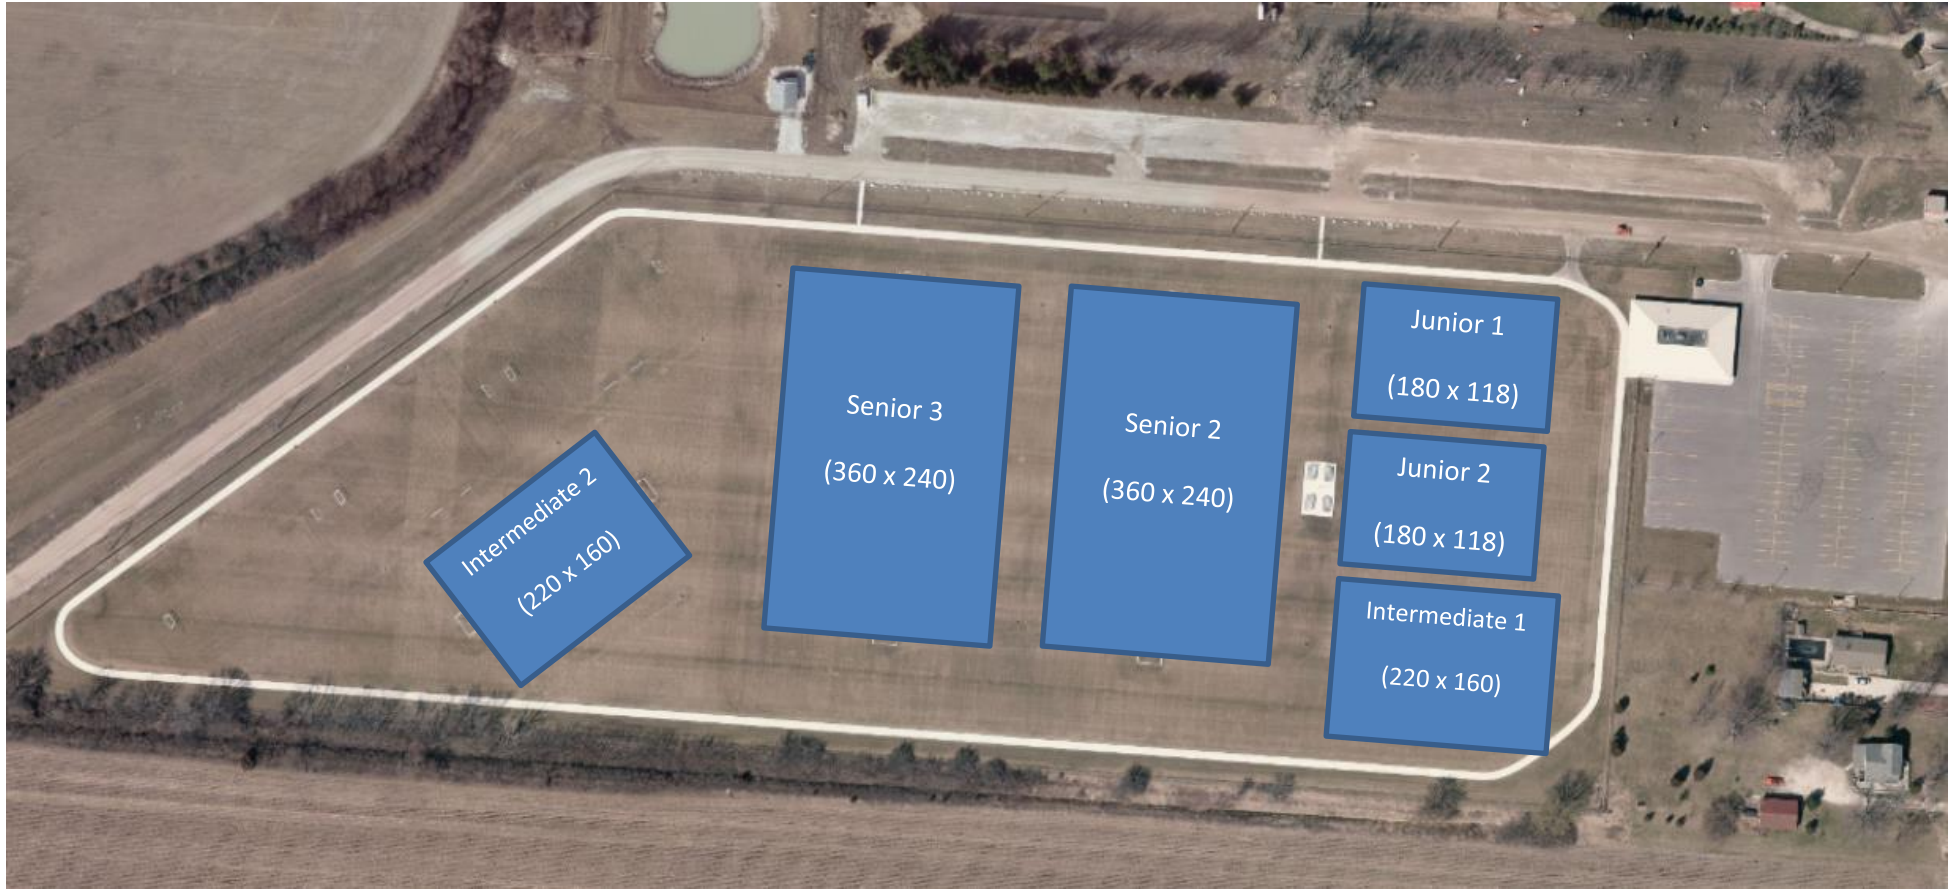 Senior 3
(360 x 240)
Senior 2
(360 x 240)
Junior 1
(180 x 118)
Junior 2
(180 x 118)
Intermediate 1
(220 x 160)
Intermediate 2
(220 x 160)